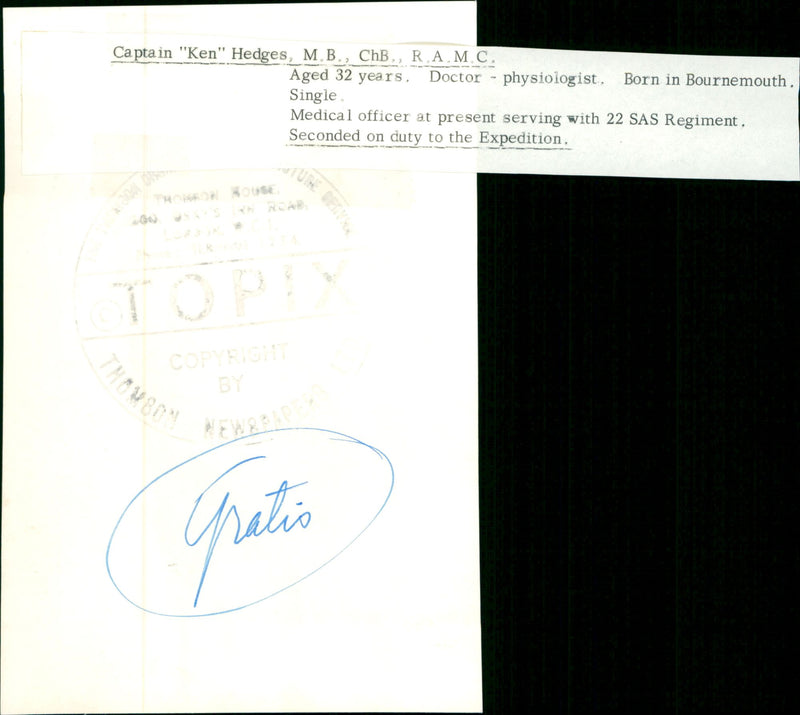 Captain "Ken" Hedges, M.B., ChB., R.A.M.C.
Aged 32 years. Doctor - physiologist. Born in Bournemouth.
Single.
Medical officer at present serving with 22 SAS Regiment.
Seconded on duty to the Expedition.
THOMSON HOUSE
ROAD,
© TOPIX
COPYRIGHT
BY
THOMSON NEWSPAPERS
Gratis